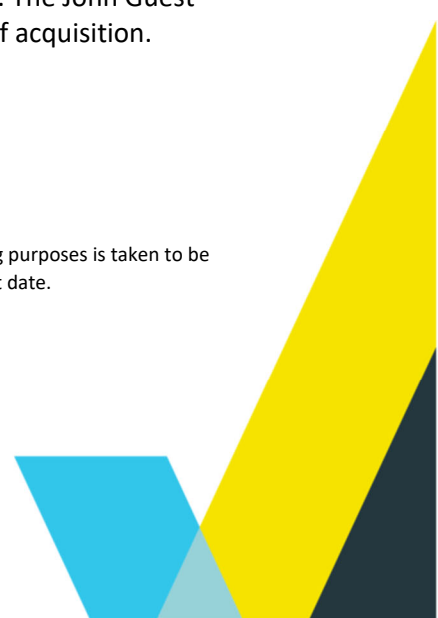 . The John Guest
f acquisition.
g purposes is taken to be
t date.